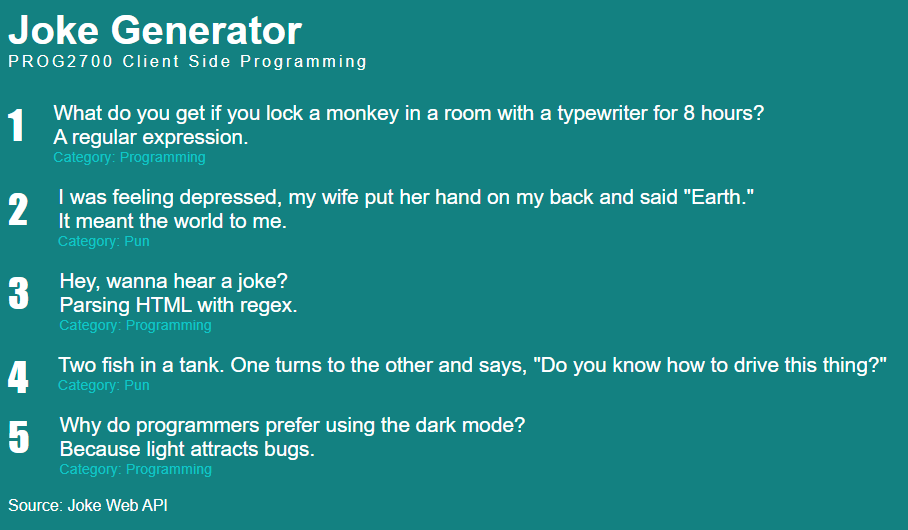 Joke Generator
PROG2700 Client Side Programming
1
What do you get if you lock a monkey in a room with a typewriter for 8 hours?
A regular expression.
Category: Programming
2
I was feeling depressed, my wife put her hand on my back and said "Earth."
It meant the world to me.
Category: Pun
3
Hey, wanna hear a joke?
Parsing HTML with regex.
Category: Programming
4
Two fish in a tank. One turns to the other and says, "Do you know how to drive this thing?"
Category: Pun
5
Why do programmers prefer using the dark mode?
Because light attracts bugs.
Category: Programming
Source: Joke Web API